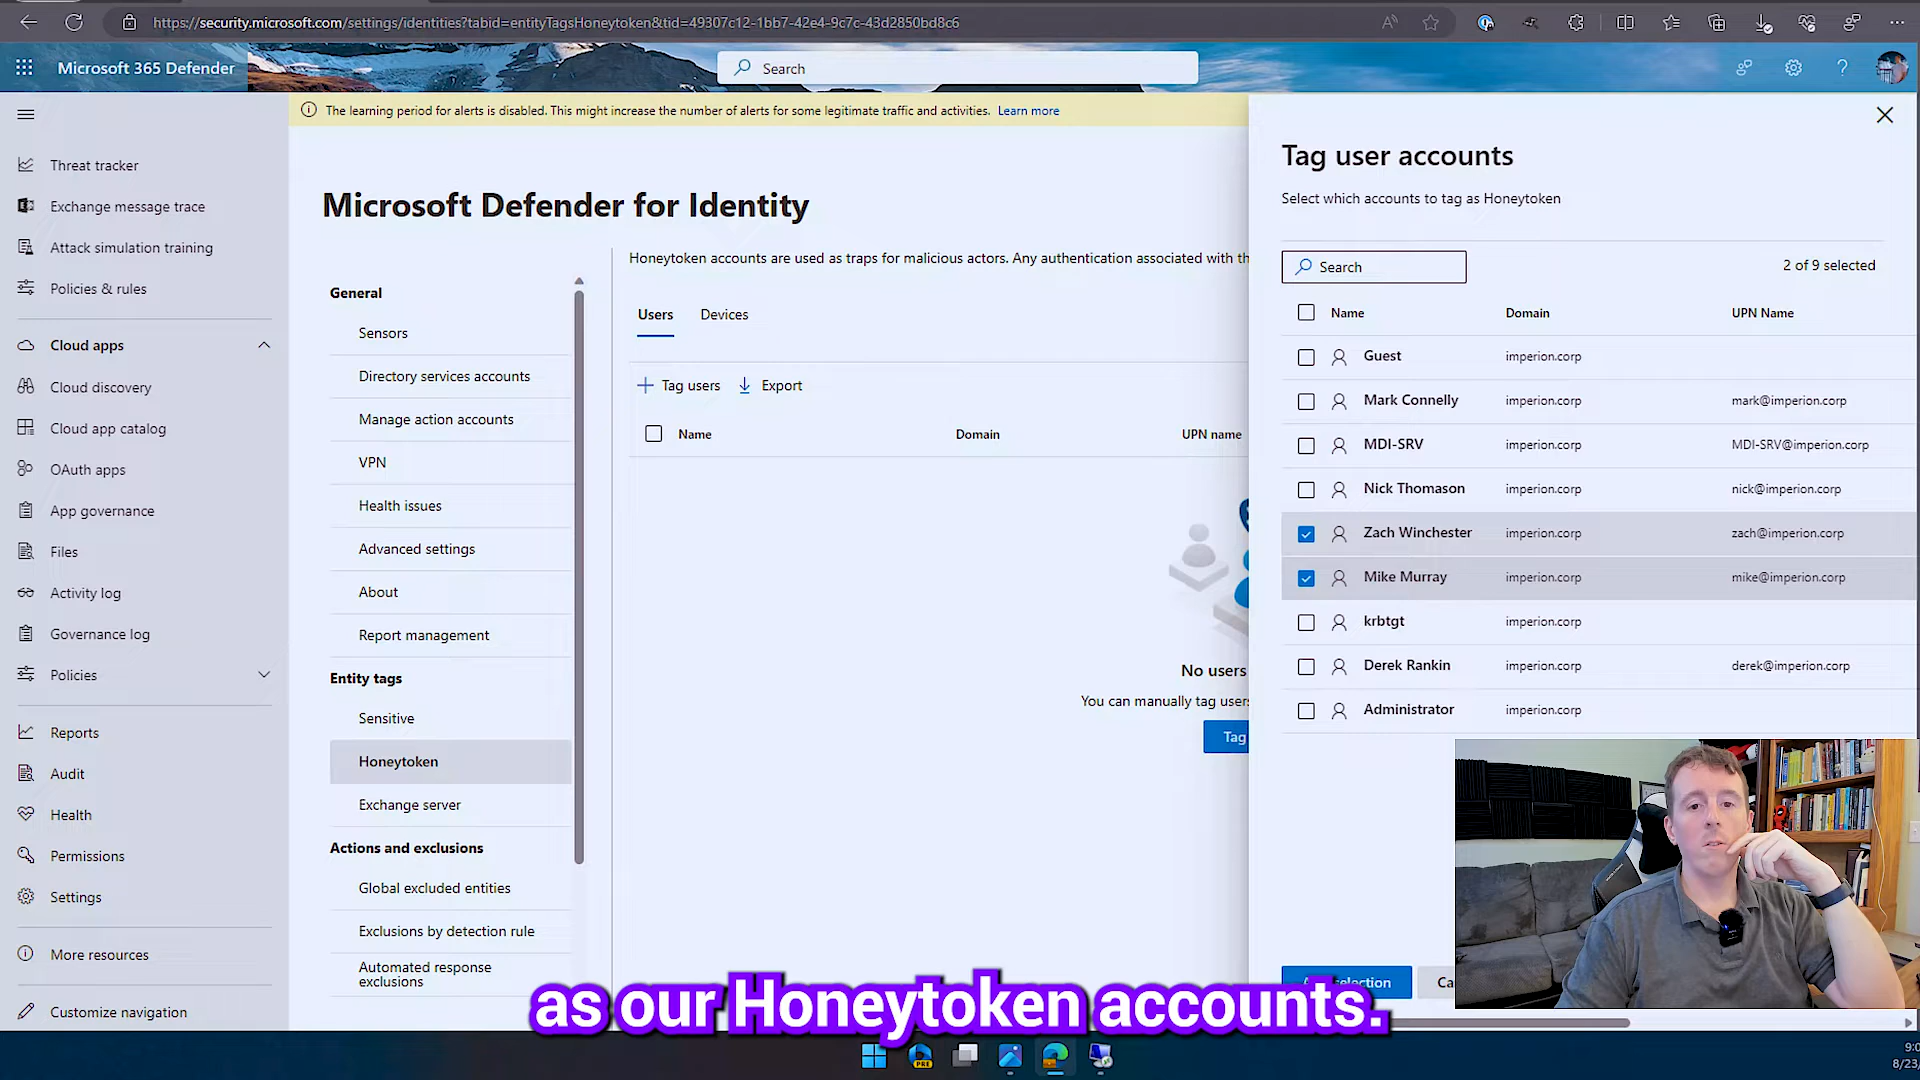 https://security.microsoft.com/settings/identities?tabid=entityTagsHoneytoken&tid=49307c12-1bb7-42e4-9c7c-43d2850bd8c6
Microsoft 365 Defender
Search
The learning period for alerts is disabled. This might increase the number of alerts for some legitimate traffic and activities. Learn more
Threat tracker
Exchange message trace
Attack simulation training
Policies & rules
Cloud apps
Cloud discovery
Cloud app catalog
OAuth apps
App governance
Files
Activity log
Governance log
Policies
Reports
Audit
Health
Permissions
Settings
More resources
Customize navigation
Microsoft Defender for Identity
General
Sensors
Directory services accounts
Manage action accounts
VPN
Health issues
Advanced settings
About
Report management
Entity tags
Sensitive
Honeytoken
Exchange server
Actions and exclusions
Global excluded entities
Exclusions by detection rule
Automated response
exclusions
Honeytoken accounts are used as traps for malicious actors. Any authentication associated with th
Users Devices
Tag users Export
Name Domain UPN name
No users
You can manually tag users
Tag
Tag user accounts
Select which accounts to tag as Honeytoken
Search 2 of 9 selected
Name Domain UPN Name
Guest imperion.corp
Mark Connelly imperion.corp mark@imperion.corp
MDI-SRV imperion.corp MDI-SRV@imperion.corp
Nick Thomason imperion.corp nick@imperion.corp
Zach Winchester imperion.corp zach@imperion.corp
Mike Murray imperion.corp mike@imperion.corp
krbtgt imperion.corp
Derek Rankin imperion.corp derek@imperion.corp
Administrator imperion.corp
Ca
as our Honeytoken accounts.
PRE
9:0
8/23